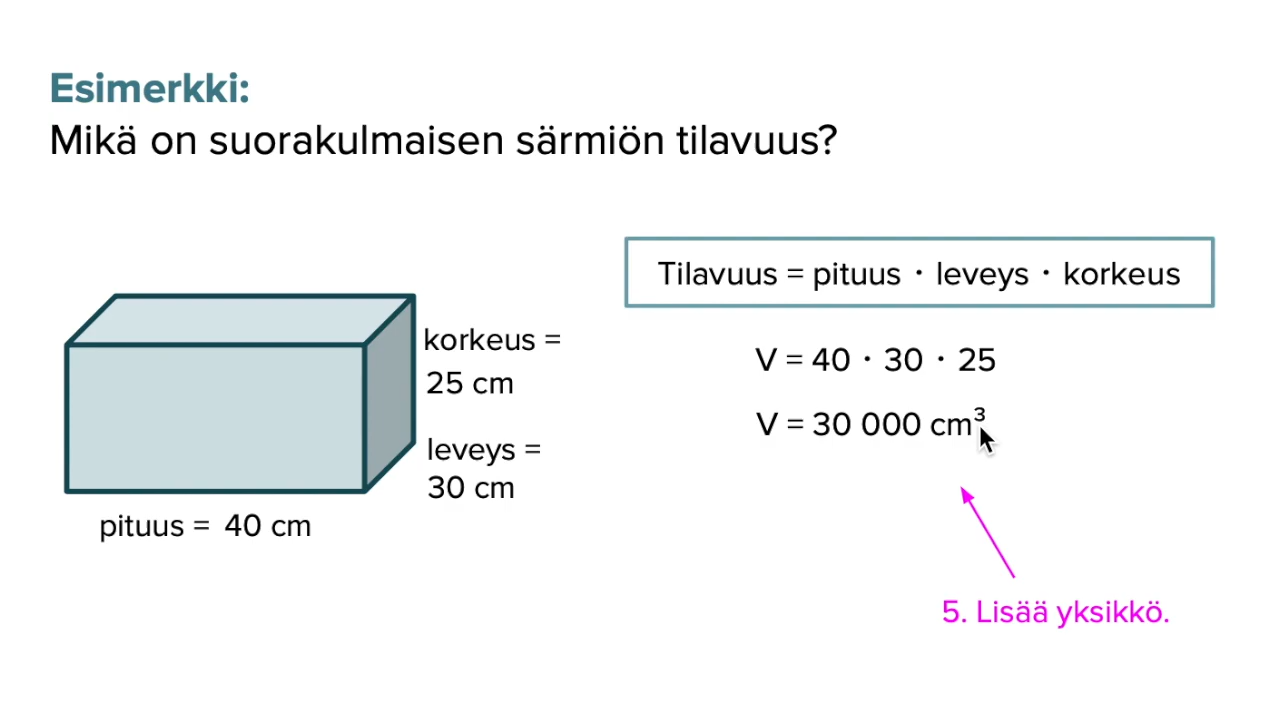 Esimerkki:
Mikä on suorakulmaisen särmiön tilavuus?
korkeus =
25 cm
leveys =
30 cm
pituus = 40 cm
Tilavuus = pituus · leveys · korkeus
V = 40 · 30 · 25
V = 30 000 cm³
5. Lisää yksikkö.